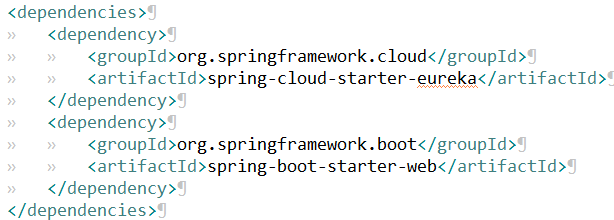 <dependencies>¶
» <dependency>¶
» » <groupId>org.springframework.cloud</groupId>¶
» » <artifactId>spring-cloud-starter-eureka</artifactId>¶
» </dependency>¶
» <dependency>¶
» » <groupId>org.springframework.boot</groupId>¶
» » <artifactId>spring-boot-starter-web</artifactId>¶
» </dependency>¶
</dependencies>¶